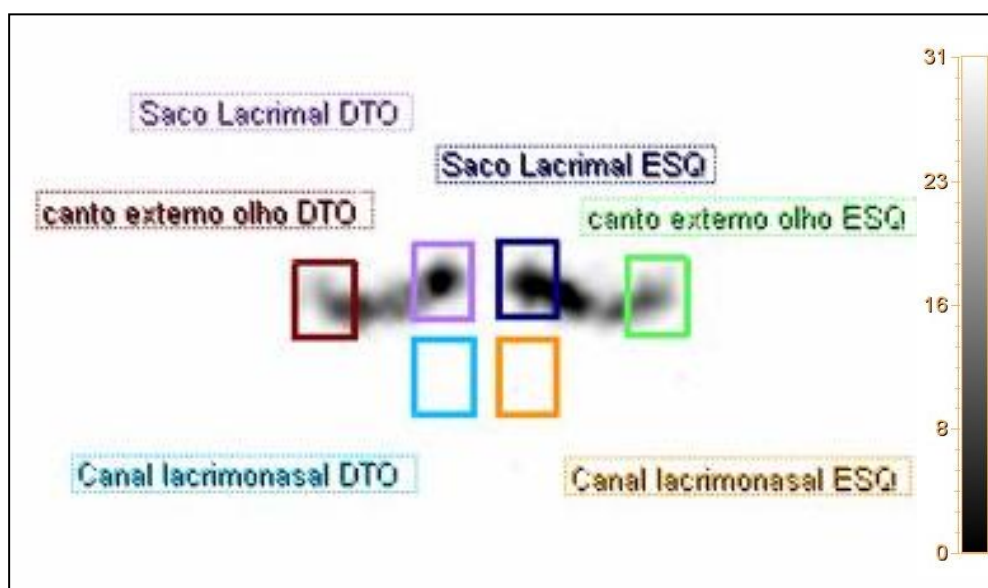 Saco Lacrimal DTO
Saco Lacrimal ESQ
canto externo olho DTO
canto externo olho ESQ
Canal lacrimonasal DTO
Canal lacrimonasal ESQ
31
23
16
8
0